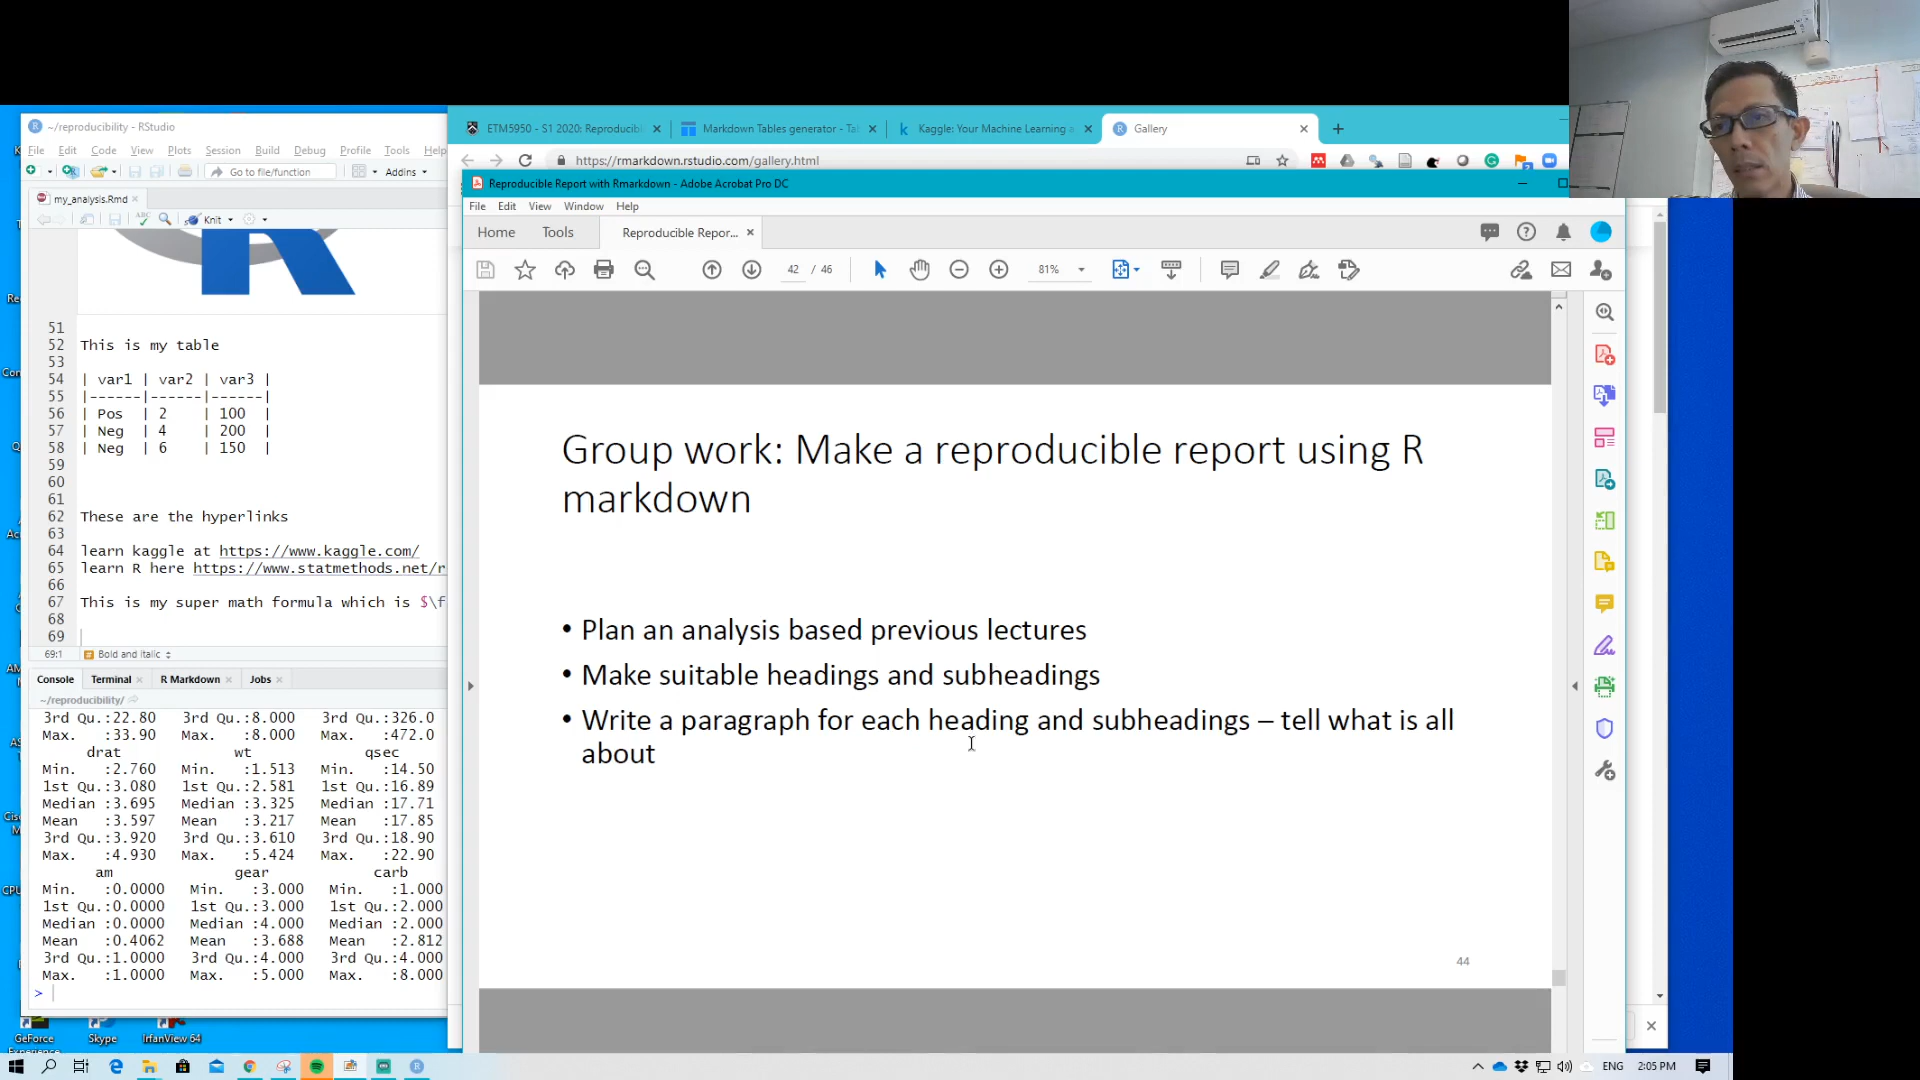 ~/reproducibility - RStudio
File Edit Code View Plots Session Build Debug Profile Tools Help
Go to file/function
Addins
my_analysis.Rmd
Knit
51
52 This is my table
53
54 | var1 | var2 | var3 |
55 |------|------|------|
56 | Pos | 2 | 100 |
57 | Neg | 4 | 200 |
58 | Neg | 6 | 150 |
59
60
61
62 These are the hyperlinks
63
64 learn kaggle at https://www.kaggle.com/
65 learn R here https://www.statmethods.net/r
66
67 This is my super math formula which is $\f
68
69
69:1 Bold and Italic
Console Terminal R Markdown Jobs
~/reproducibility/
3rd Qu.:22.80 3rd Qu.:8.000 3rd Qu.:326.0
Max. :33.90 Max. :8.000 Max. :472.0
drat wt qsec
Min. :2.760 Min. :1.513 Min. :14.50
1st Qu.:3.080 1st Qu.:2.581 1st Qu.:16.89
Median :3.695 Median :3.325 Median :17.71
Mean :3.597 Mean :3.217 Mean :17.85
3rd Qu.:3.920 3rd Qu.:3.610 3rd Qu.:18.90
Max. :4.930 Max. :5.424 Max. :22.90
am gear carb
Min. :0.0000 Min. :3.000 Min. :1.000
1st Qu.:0.0000 1st Qu.:3.000 1st Qu.:2.000
Median :0.0000 Median :4.000 Median :2.000
Mean :0.4062 Mean :3.688 Mean :2.812
3rd Qu.:1.0000 3rd Qu.:4.000 3rd Qu.:4.000
Max. :1.0000 Max. :5.000 Max. :8.000
>
ETM5950 - S1 2020: Reproducib Markdown Tables generator - Ta Kaggle: Your Machine Learning a Gallery
https://rmarkdown.rstudio.com/gallery.html
Reproducible Report with Rmarkdown - Adobe Acrobat Pro DC
File Edit View Window Help
Home Tools Reproducible Repor...
42 / 46 81%
Group work: Make a reproducible report using R
markdown
• Plan an analysis based previous lectures
• Make suitable headings and subheadings
• Write a paragraph for each heading and subheadings – tell what is all
about
44
GeForce Skype IrfanView 64
Experience
ENG 2:05 PM